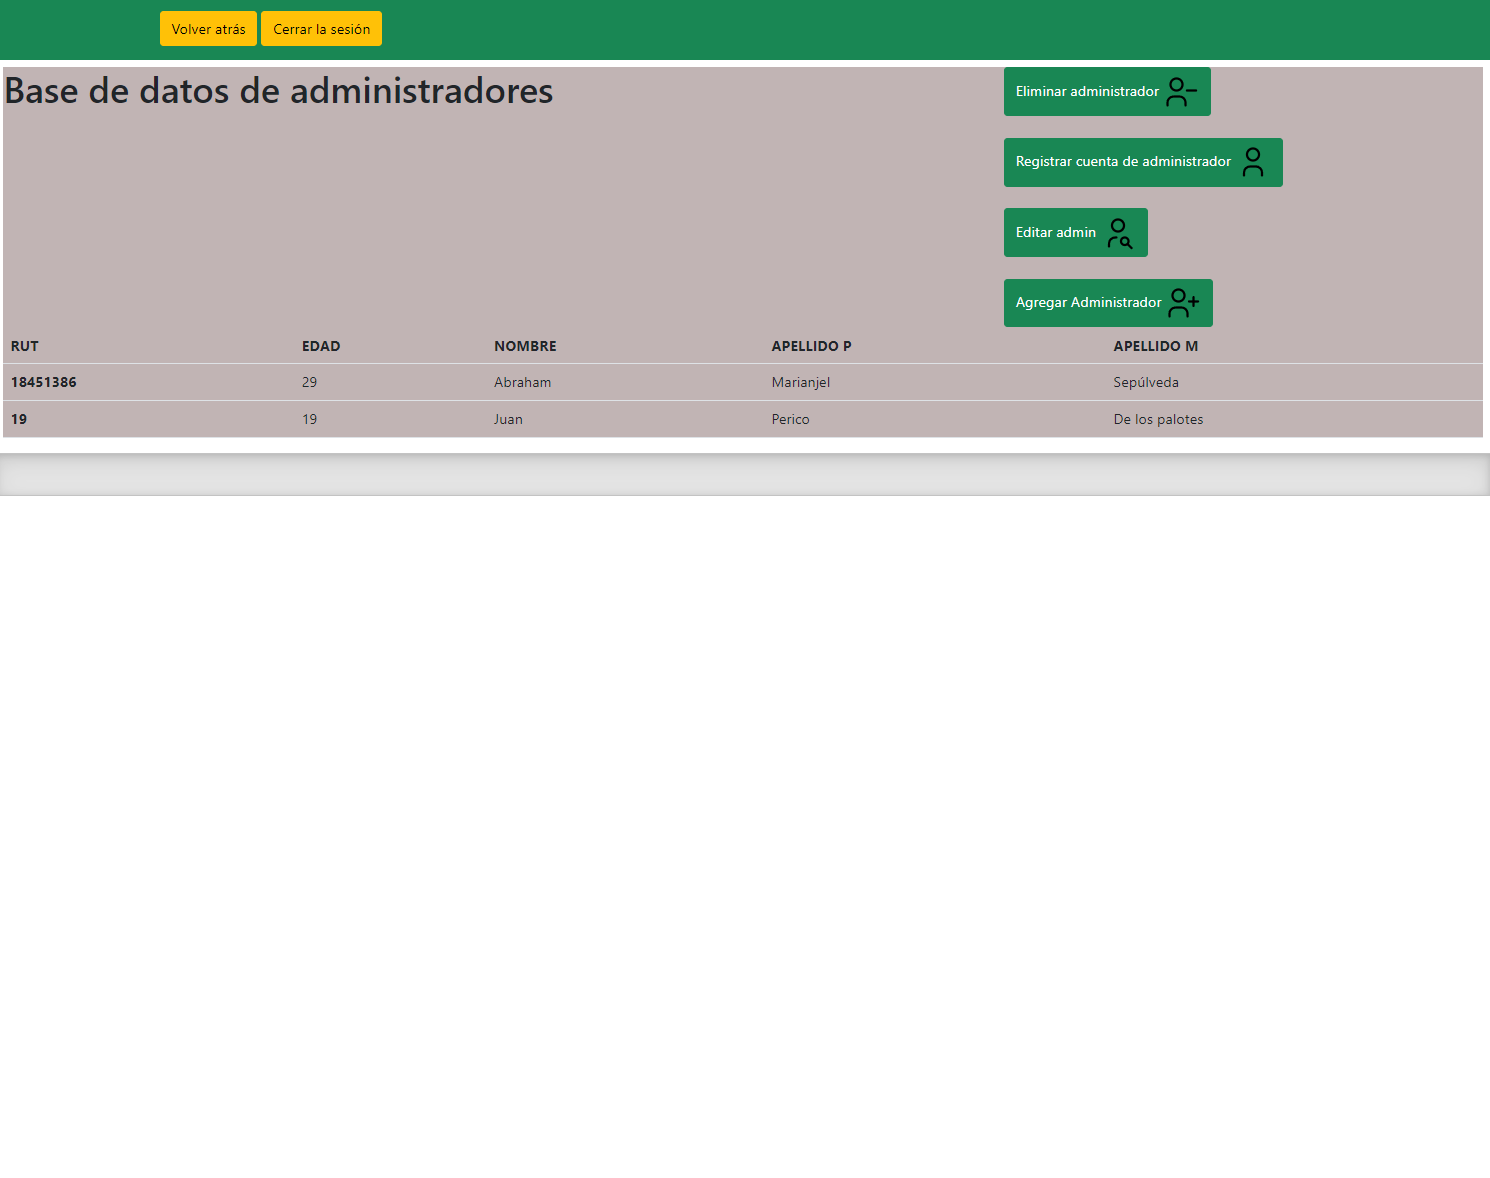 Volver atrás Cerrar la sesión
Base de datos de administradores
Eliminar administrador
Registrar cuenta de administrador
Editar admin
Agregar Administrador
RUT EDAD NOMBRE APELLIDO P APELLIDO M
18451386 29 Abraham Marianjel Sepúlveda
19 19 Juan Perico De los palotes